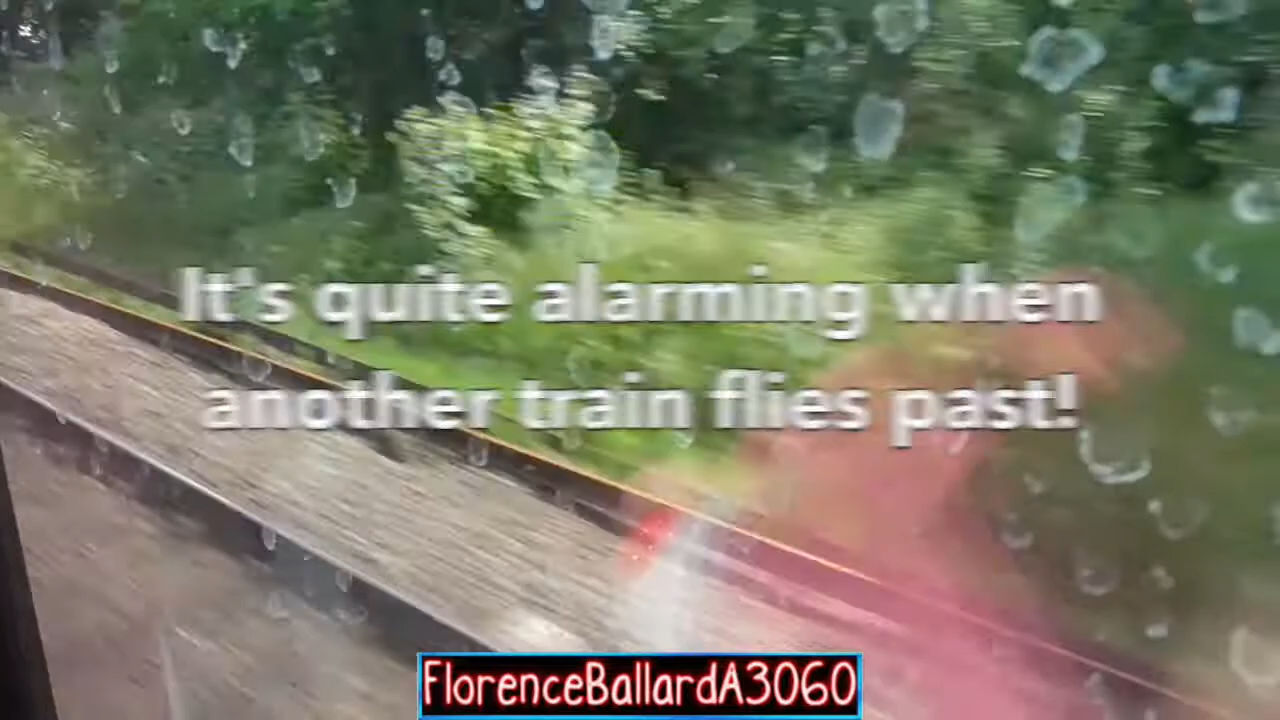 It's quite alarming when
another train flies past!
FlorenceBallardA3060